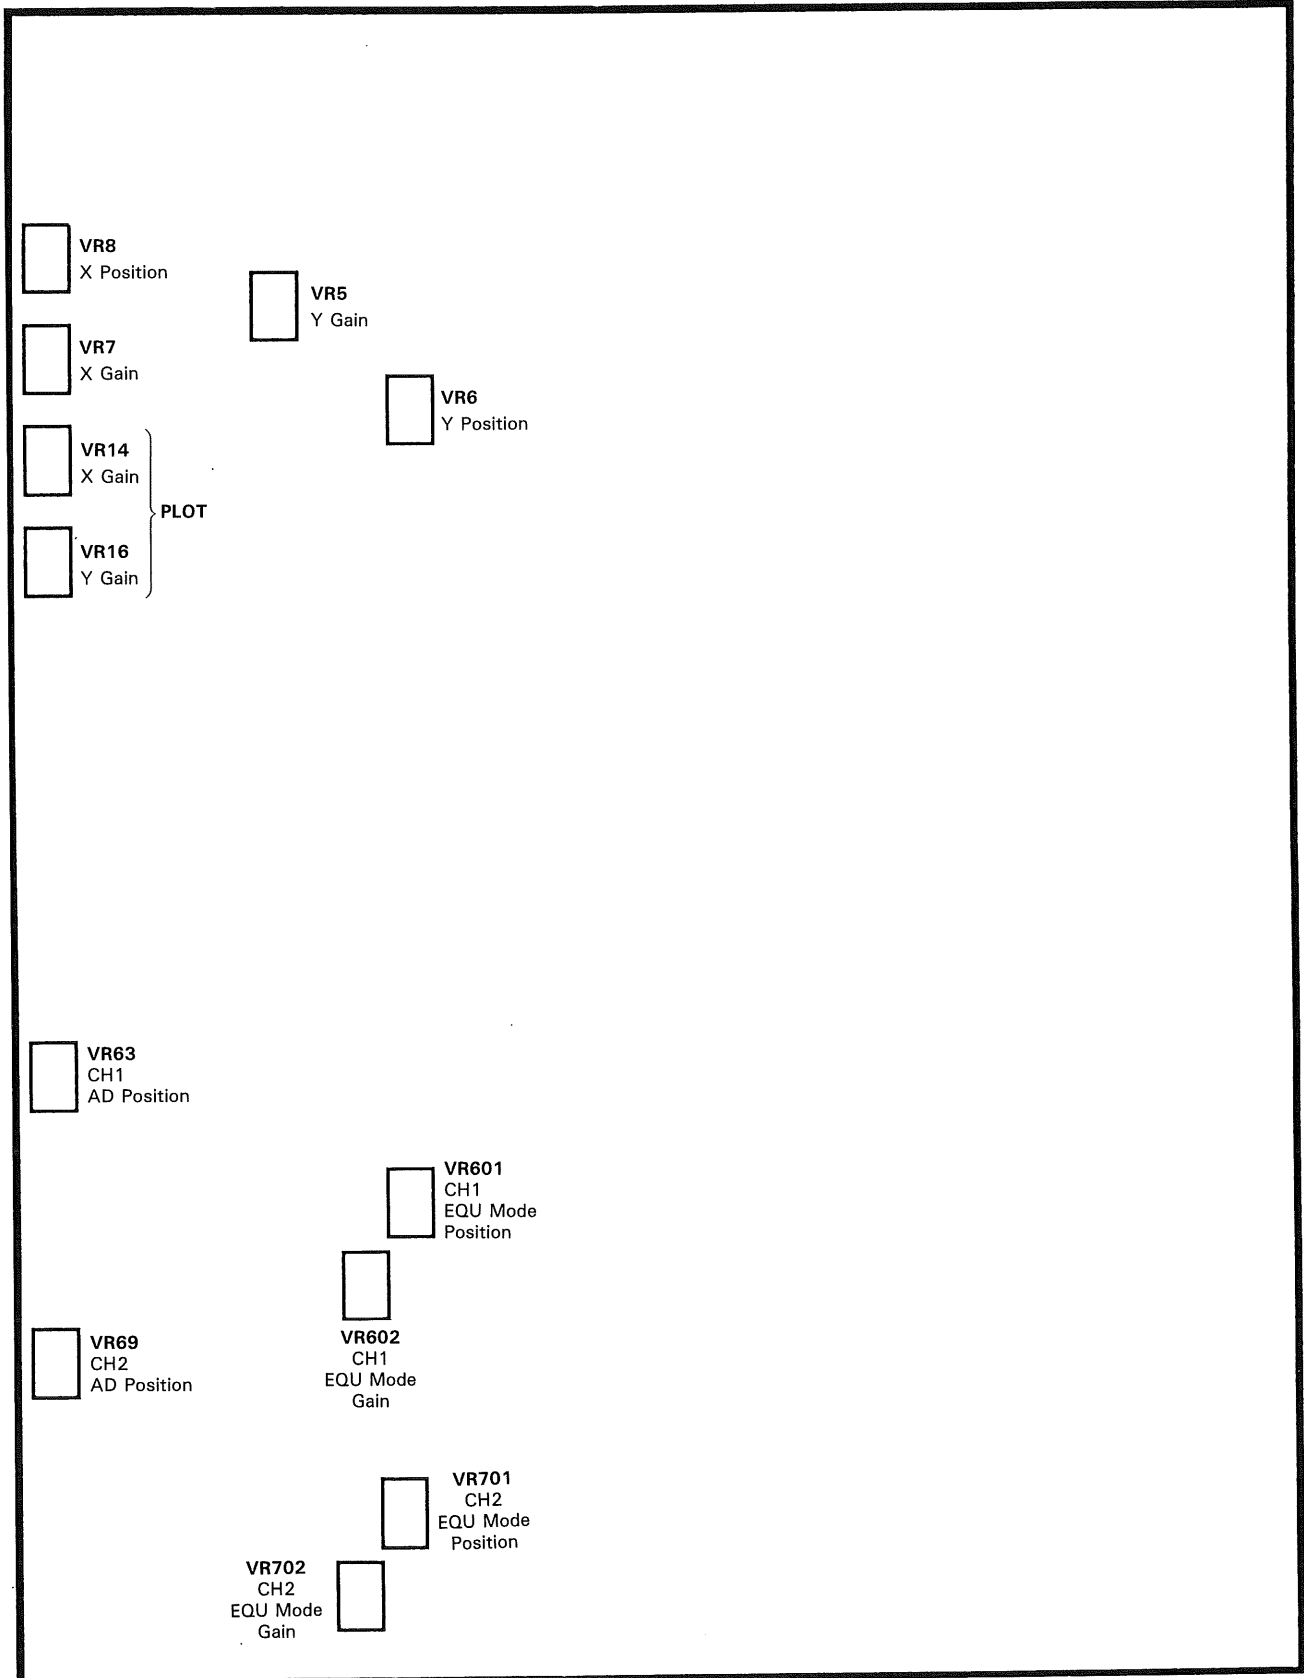 VR8
X Position
VR5
Y Gain
VR7
X Gain
VR6
Y Position
VR14
X Gain
PLOT
VR16
Y Gain
VR63
CH1
AD Position
VR601
CH1
EQU Mode
Position
VR602
CH1
EQU Mode
Gain
VR69
CH2
AD Position
VR701
CH2
EQU Mode
Position
VR702
CH2
EQU Mode
Gain